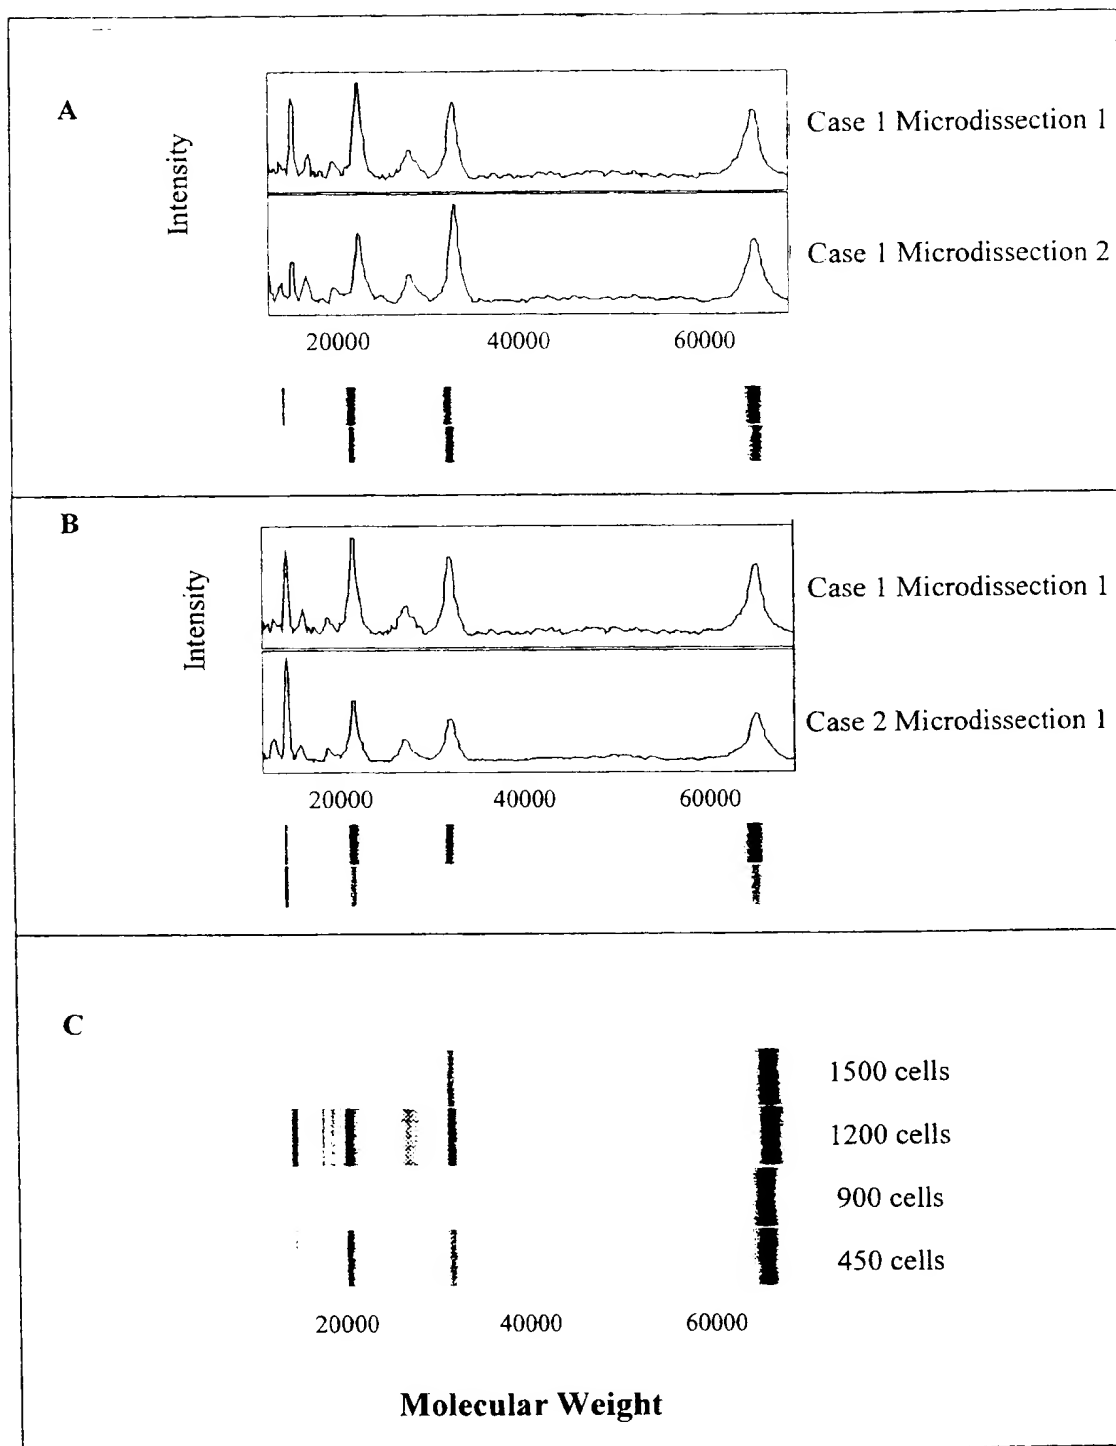 A
Intensity
Case 1 Microdissection 1
Case 1 Microdissection 2
20000 40000 60000
B
Intensity
Case 1 Microdissection 1
Case 2 Microdissection 1
20000 40000 60000
C
1500 cells
1200 cells
900 cells
450 cells
20000 40000 60000
Molecular Weight